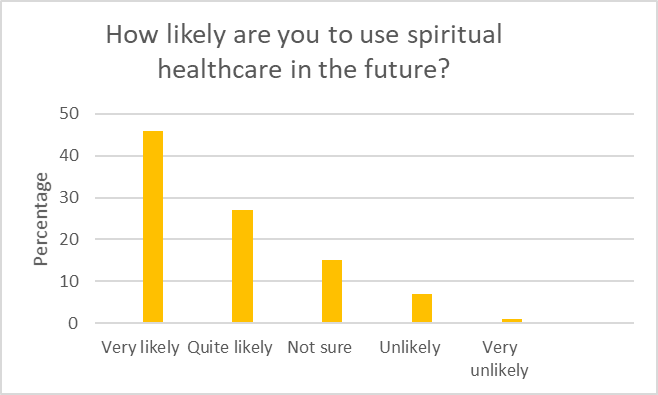 How likely are you to use spiritual
healthcare in the future?
50
40
30
20
10
0
Percentage
Very likely
Quite likely
Not sure
Unlikely
Very
unlikely